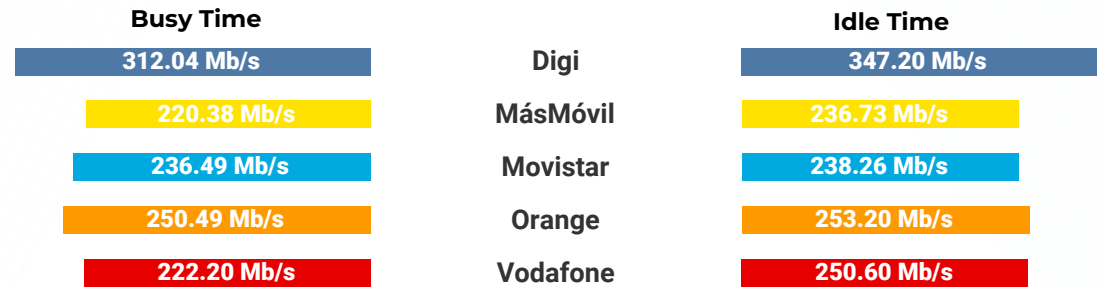 Busy Time Idle Time
312.04 Mb/s Digi 347.20 Mb/s
220.38 Mb/s MásMóvil 236.73 Mb/s
236.49 Mb/s Movistar 238.26 Mb/s
250.49 Mb/s Orange 253.20 Mb/s
222.20 Mb/s Vodafone 250.60 Mb/s